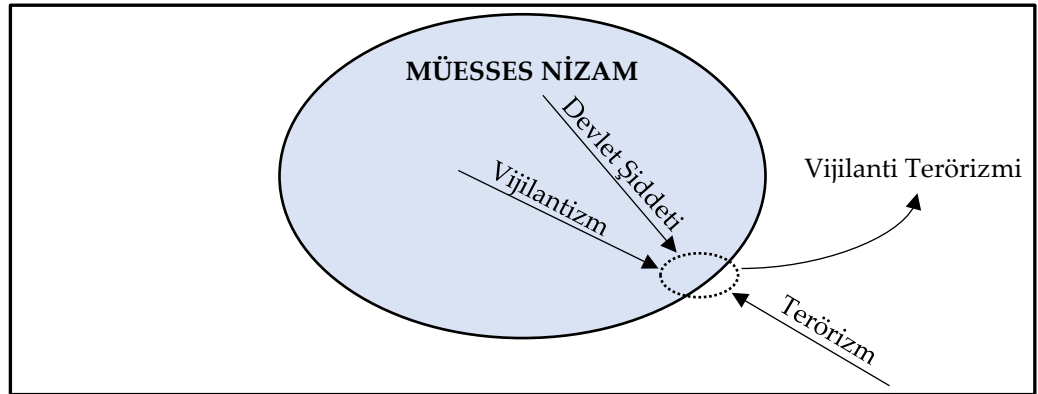 MÜESSES NİZAM
Devlet Şiddeti
Vijilantizm
Vijilanti Terörizmi
Terörizm